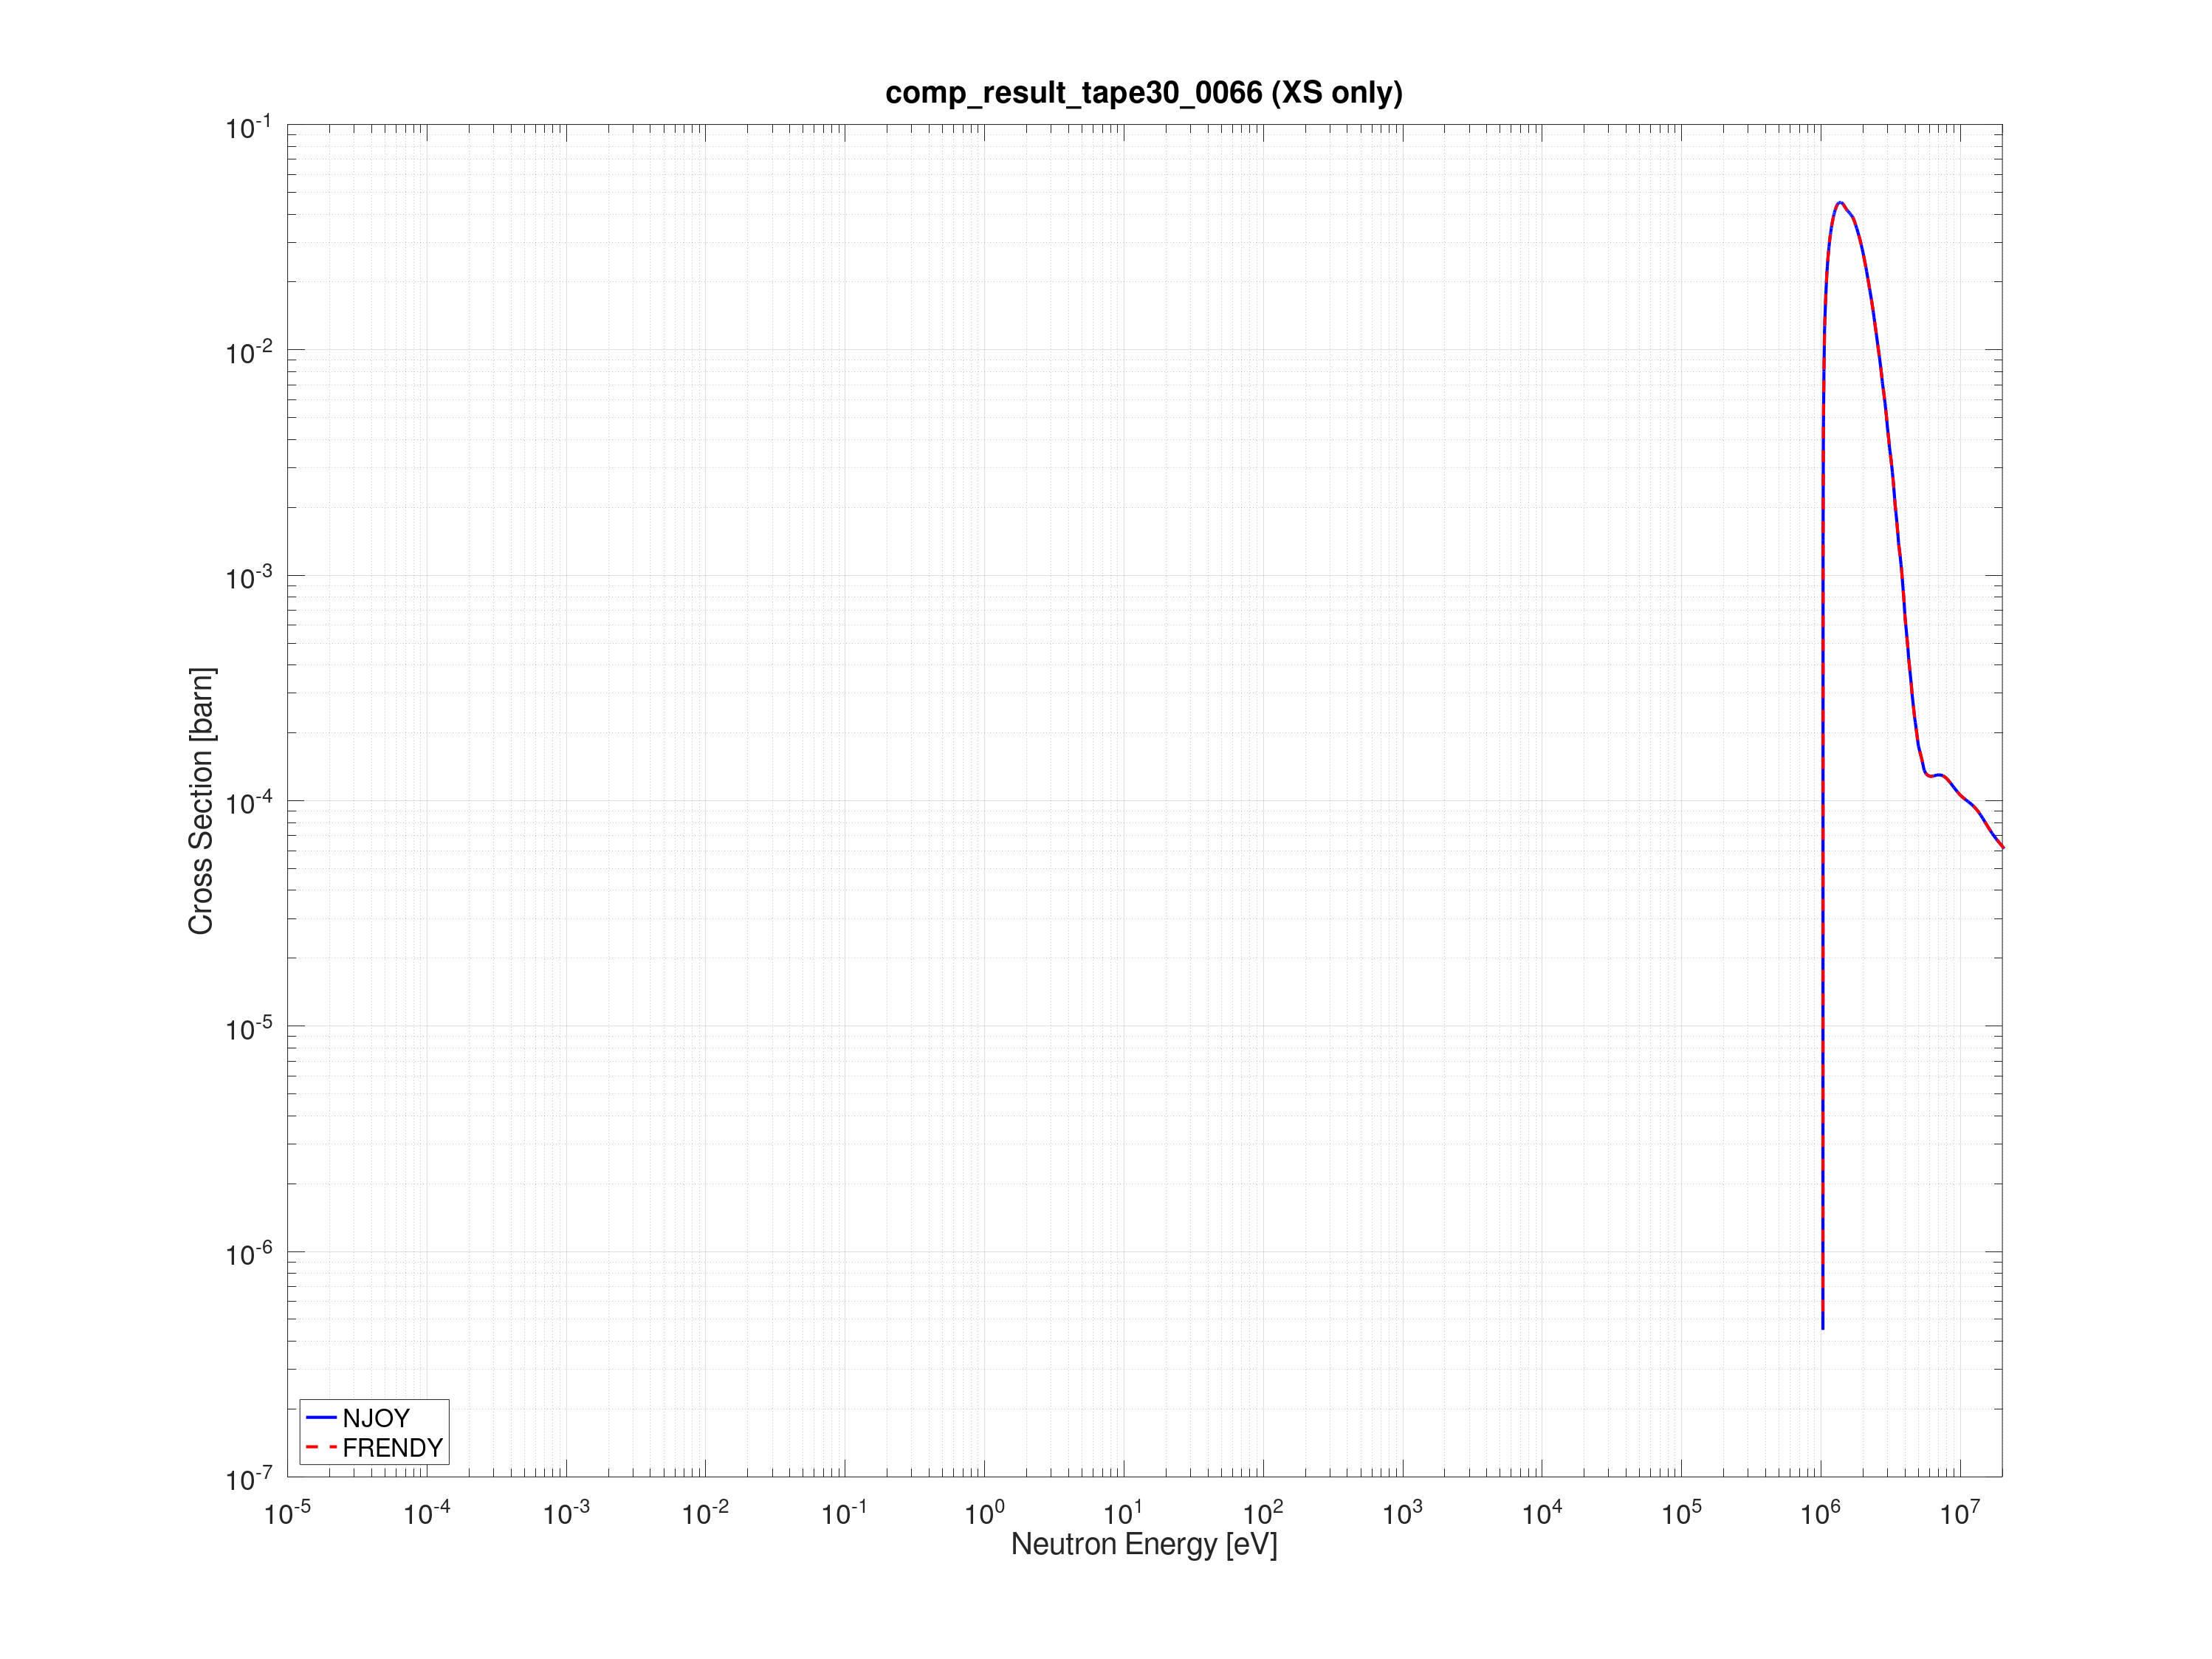 comp_result_tape30_0066 (XS only)
10^-1
10^-2
10^-3
10^-4
10^-5
10^-6
10^-7
Cross Section [barn]
NJOY
FRENDY
10^-5 10^-4 10^-3 10^-2 10^-1 10^0 10^1 10^2 10^3 10^4 10^5 10^6 10^7
Neutron Energy [eV]